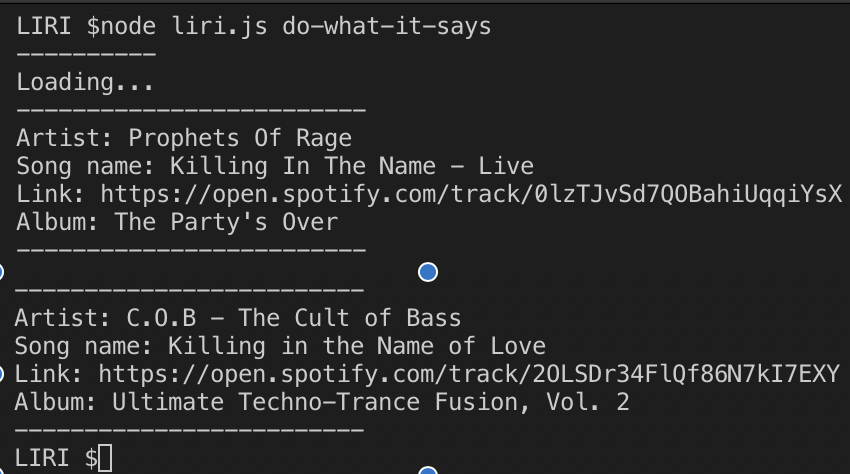 LIRI $node liri.js do-what-it-says
----------
Loading...
-------------------------
Artist: Prophets Of Rage
Song name: Killing In The Name - Live
Link: https://open.spotify.com/track/0lzTJvSd7QOBahiUqqiYsX
Album: The Party's Over
-------------------------
-------------------------
Artist: C.O.B - The Cult of Bass
Song name: Killing in the Name of Love
Link: https://open.spotify.com/track/2OLSDr34FlQf86N7kI7EXY
Album: Ultimate Techno-Trance Fusion, Vol. 2
-------------------------
LIRI $